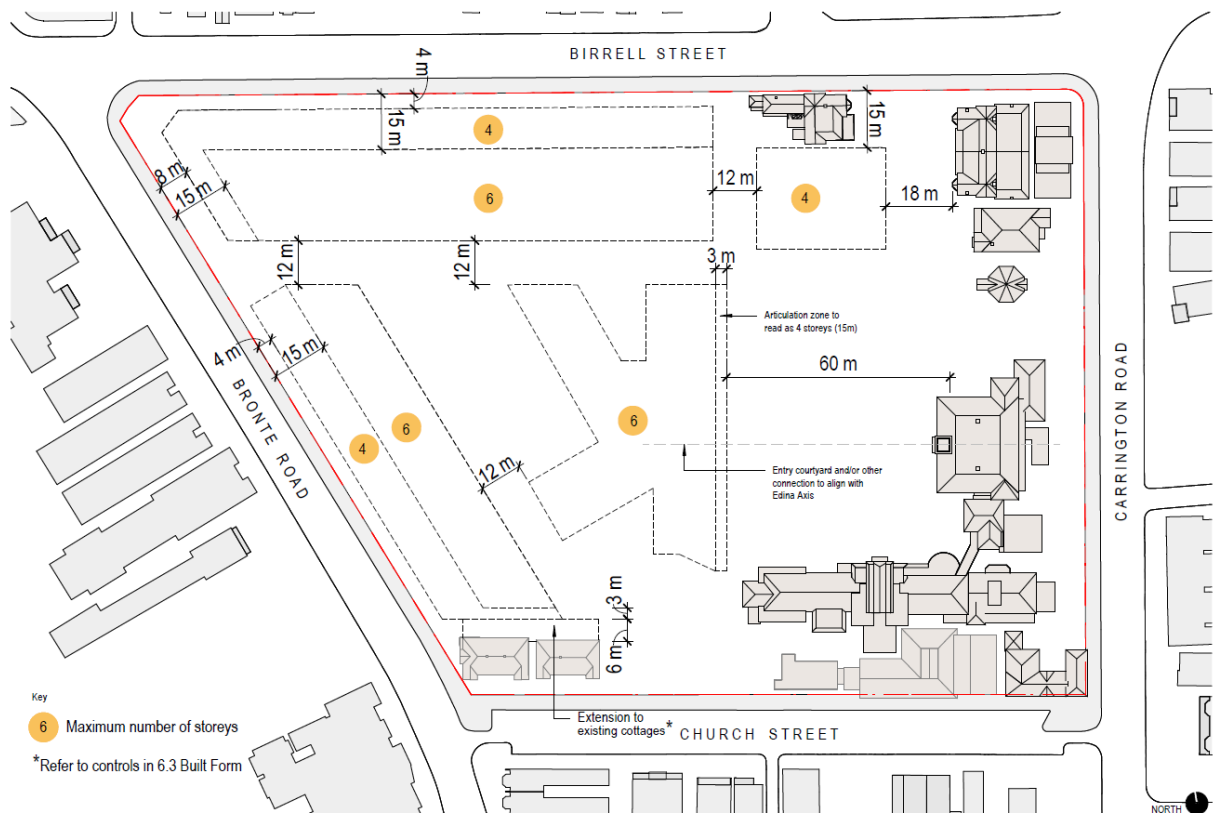 BIRRELL STREET
4 m
15 m
4
15 m
8 m
15 m
6
12 m
4
18 m
12 m
12 m
3 m
Articulation zone to
read as 4 storeys (15m)
60 m
4 m
15 m
BRONTE ROAD
CARRINGTON ROAD
6
6
4
12 m
Entry courtyard and/or other
connection to align with
Edina Axis
3 m
6 m
Key
6 Maximum number of storeys
*Refer to controls in 6.3 Built Form
Extension to
existing cottages*
CHURCH STREET
NORTH